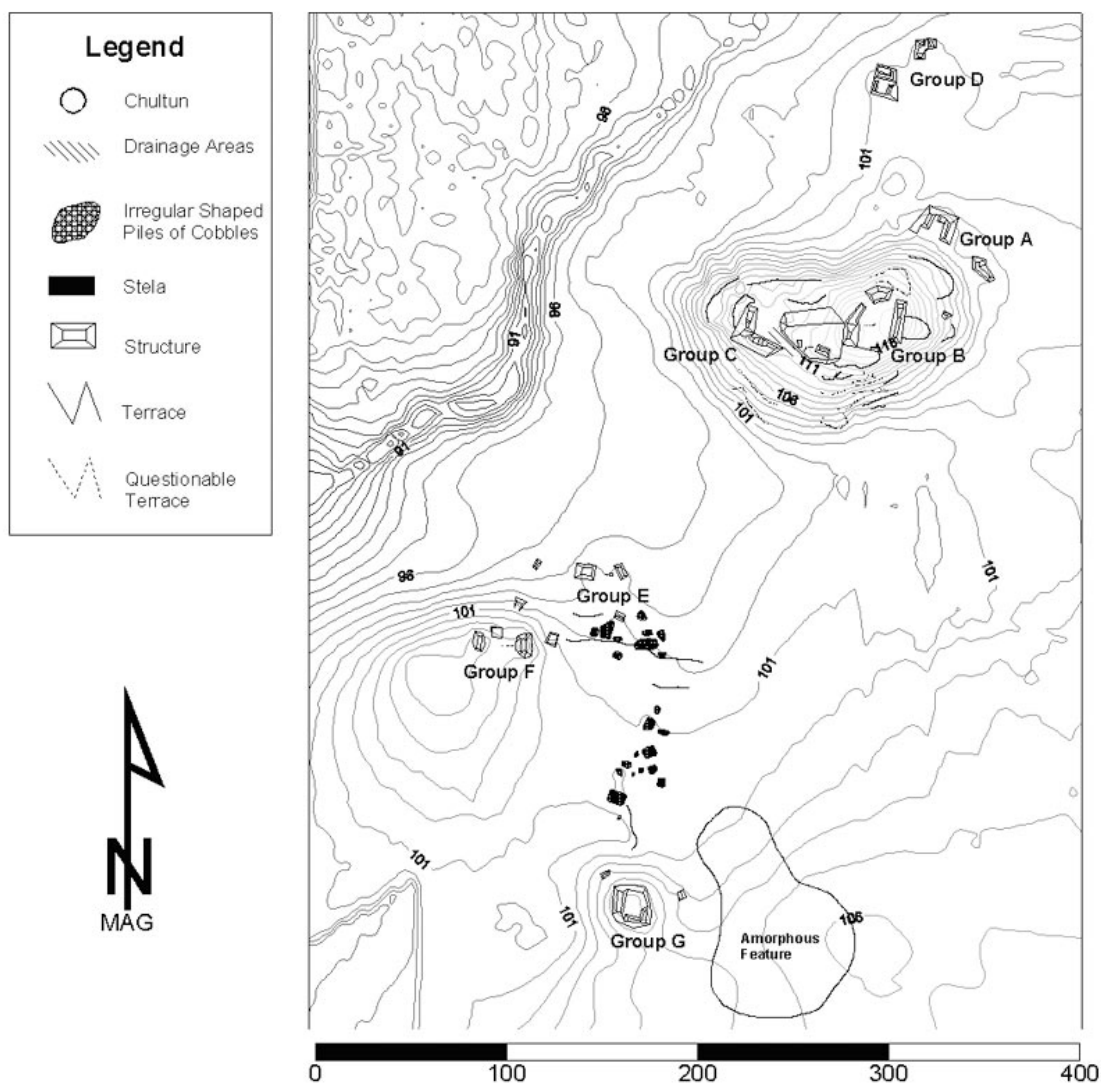 Legend
Chultun
Drainage Areas
Irregular Shaped
Piles of Cobbles
Stela
Structure
Terrace
Questionable
Terrace
N
MAG
Group D
98
101
Group A
96
91
Group C
Group B
116
111
106
101
91
96
101
101
Group E
101
Group F
101
101
Group G
106
Amorphous
Feature
0
100
200
300
400